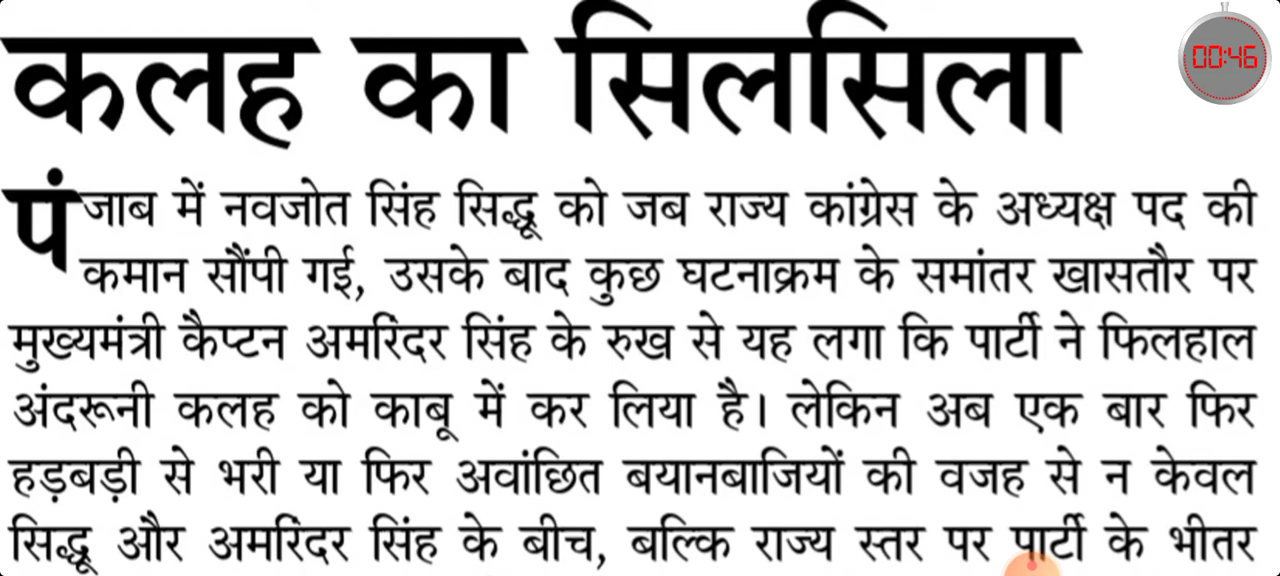 कलह का सिलसिला
00:46
पंजाब में नवजोत सिंह सिद्धू को जब राज्य कांग्रेस के अध्यक्ष पद की
कमान सौंपी गई, उसके बाद कुछ घटनाक्रम के समांतर खासतौर पर
मुख्यमंत्री कैप्टन अमरिंदर सिंह के रुख से यह लगा कि पार्टी ने फिलहाल
अंदरूनी कलह को काबू में कर लिया है। लेकिन अब एक बार फिर
हड़बड़ी से भरी या फिर अवांछित बयानबाजियों की वजह से न केवल
सिद्धू और अमरिंदर सिंह के बीच, बल्कि राज्य स्तर पर पार्टी के भीतर